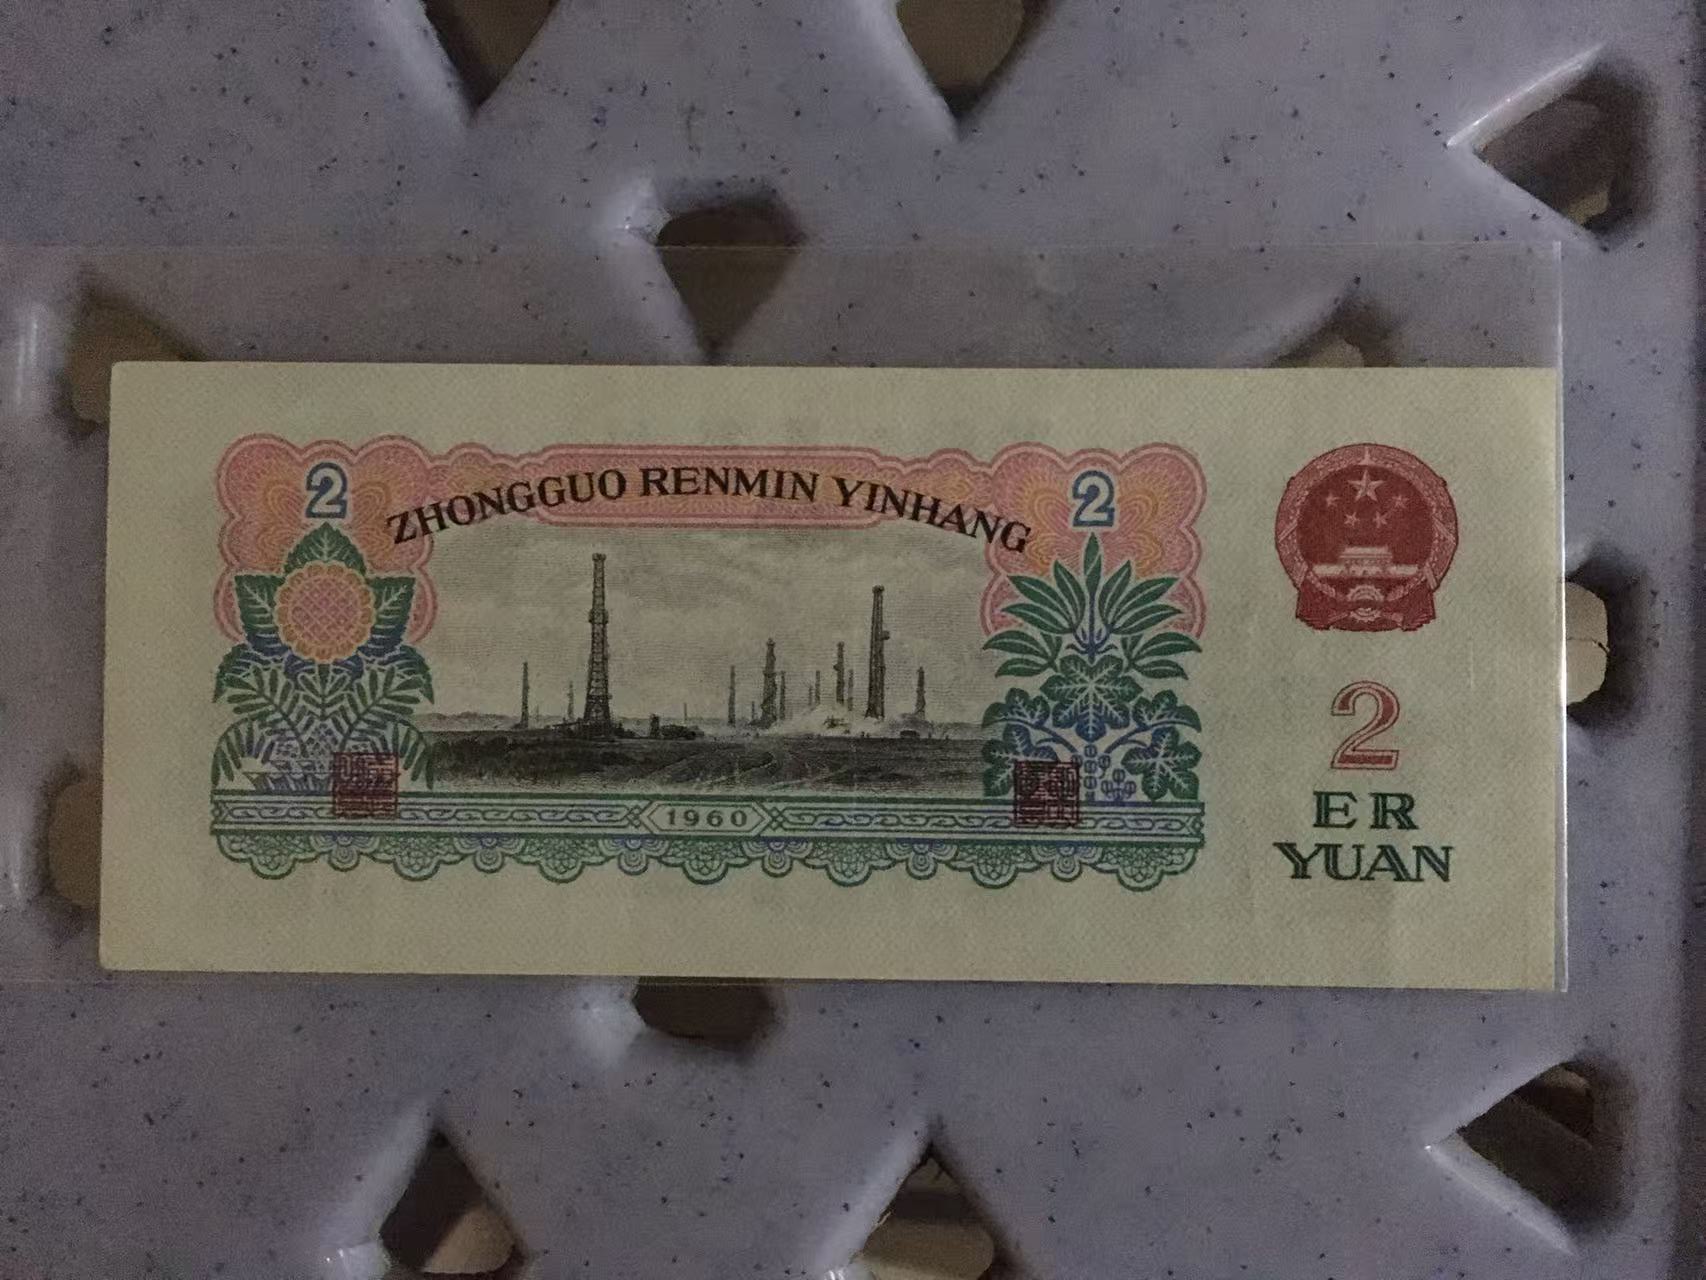 2
2
ZHONGGUO RENMIN YINHANG
1960
2
ER
YUAN